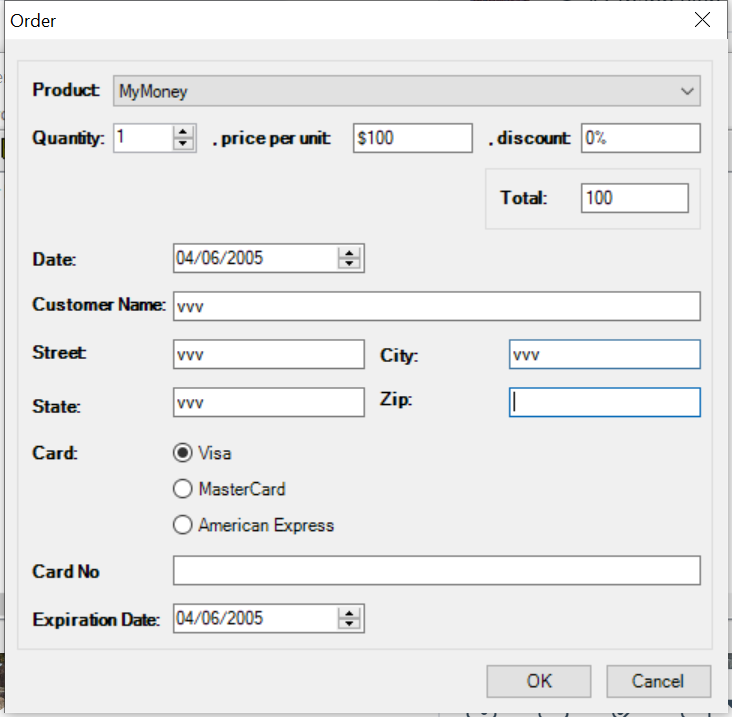 Order
Product: MyMoney
Quantity: 1 , price per unit: $100 , discount: 0%
Total: 100
Date: 04/06/2005
Customer Name: vvv
Street: vvv City: vvv
State: vvv Zip:
Card: Visa
MasterCard
American Express
Card No
Expiration Date: 04/06/2005
OK Cancel